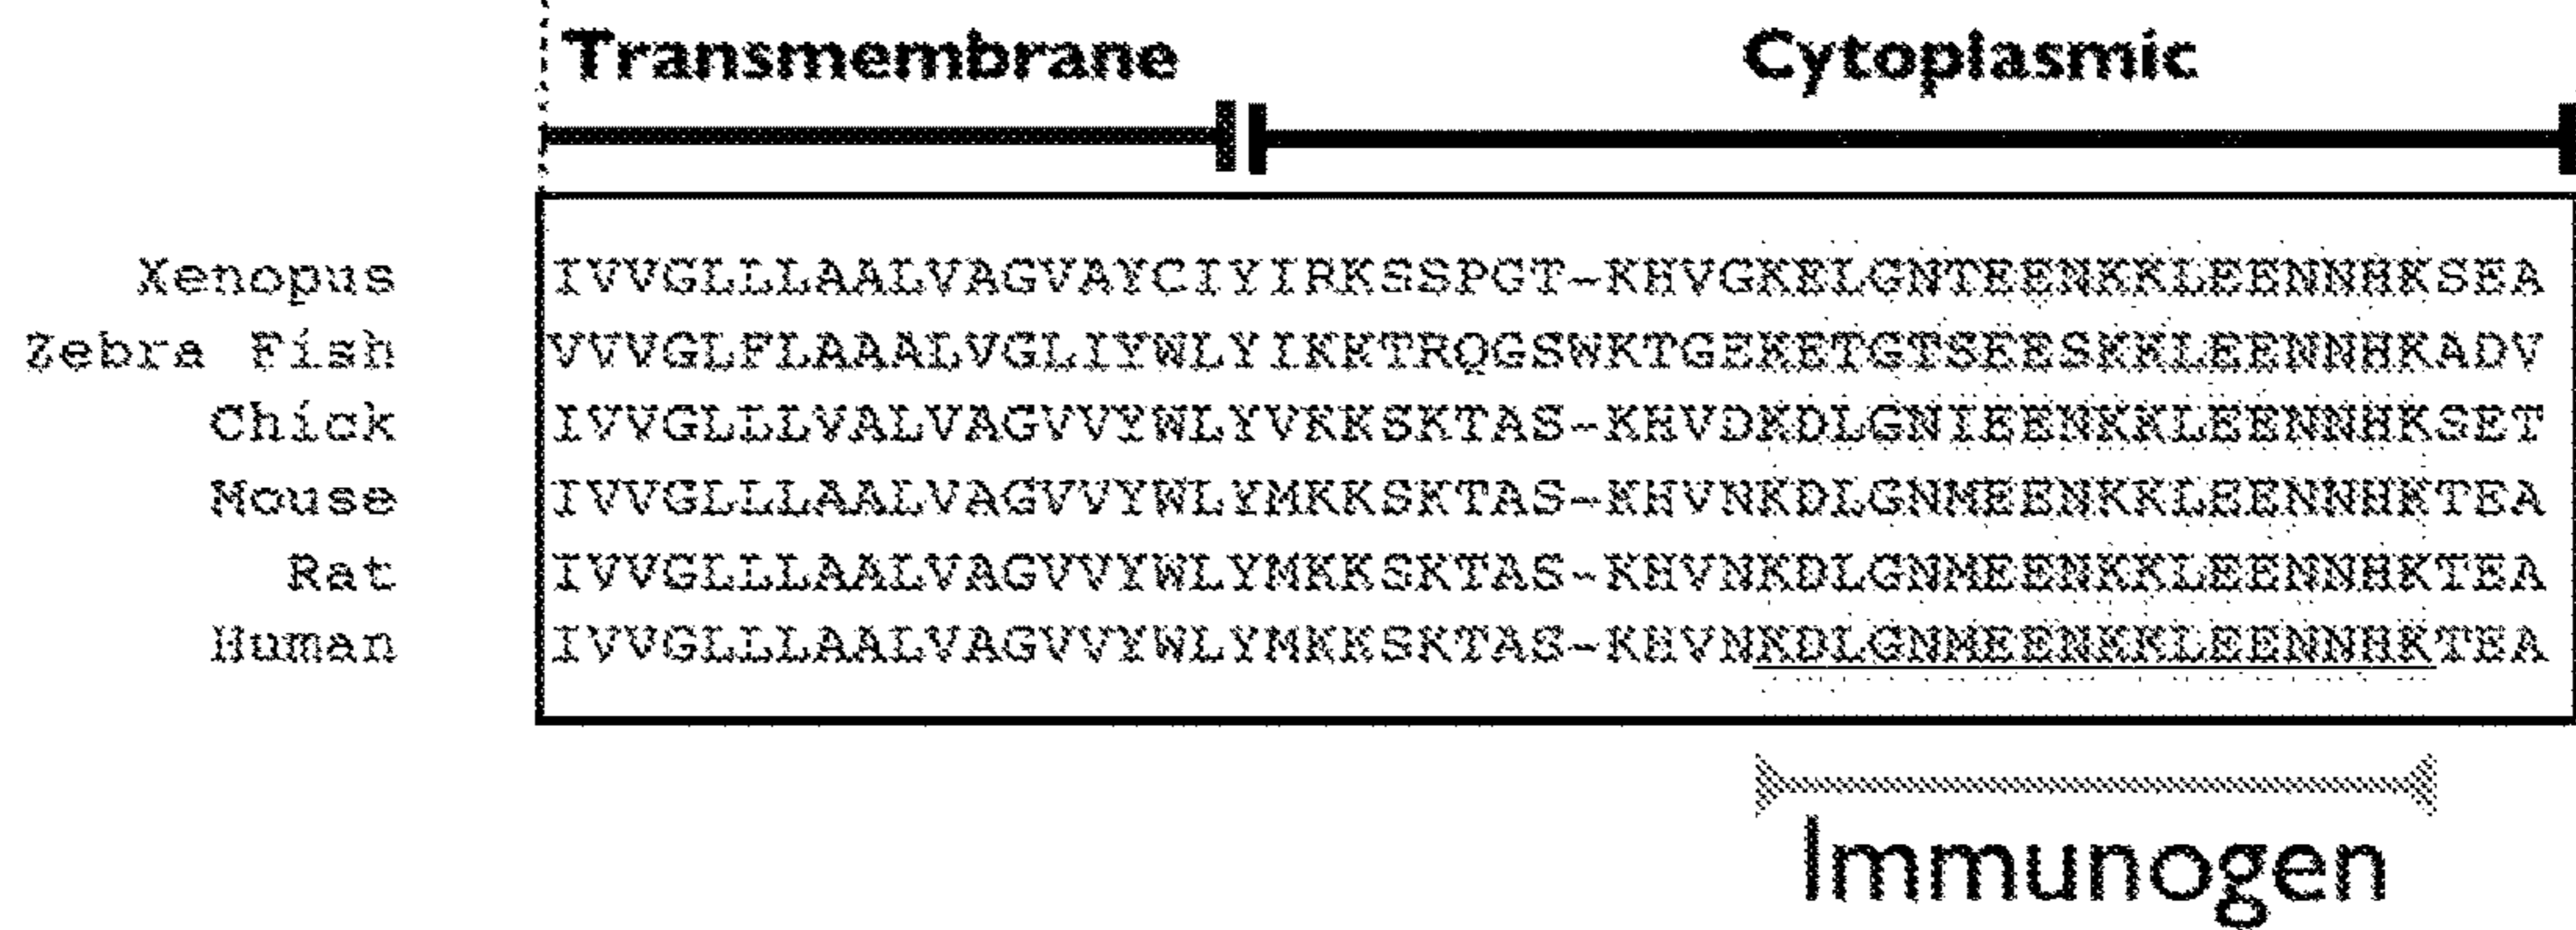 Transmembrane Cytoplasmic
Xenopus IVVGLLLAALVAGVAYCIYIRKSSPGT-KHVGKELGNTEENKKLEENNHKSEA
Zebra Fish VVVGLFLAAALVGLIYWLYIKKTRQGSWKTGEKETGTSEESKKLEENNHKADV
Chick IVVGLLLVALVAGVVYWLYVKKSKTAS-KHVDKDLGNIEENKKLEENNHKSET
Mouse IVVGLLLAALVAGVVYWLYMKKSKTAS-KHVNKDLGNMEENKKLEENNHKTEA
Rat IVVGLLLAALVAGVVYWLYMKKSKTAS-KHVNKDLGNMEENKKLEENNHKTEA
Human IVVGLLLAALVAGVVYWLYMKKSKTAS-KHVNKDLGNMEENKKLEENNHKTEA
Immunogen